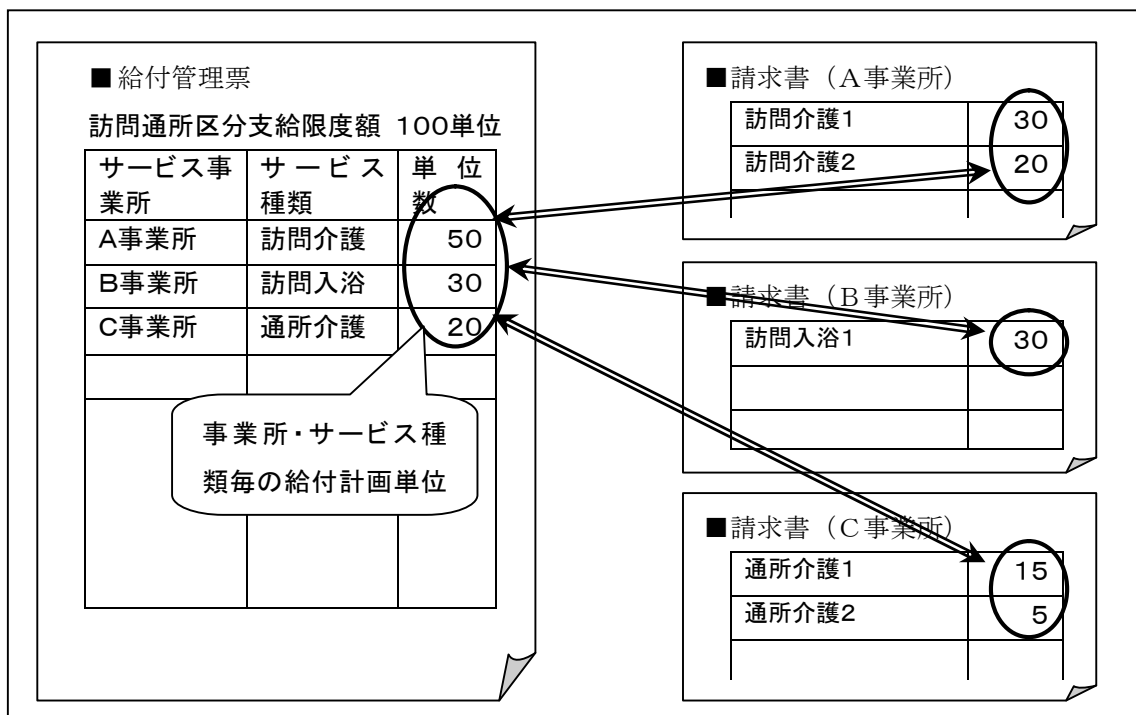 ■給付管理票
訪問通所区分支給限度額 100単位
サービス事業所 サービス種類 単位数
A事業所 訪問介護 50
B事業所 訪問入浴 30
C事業所 通所介護 20
事業所・サービス種
類毎の給付計画単位
■請求書（A事業所）
訪問介護1 30
訪問介護2 20
■請求書（B事業所）
訪問入浴1 30
■請求書（C事業所）
通所介護1 15
通所介護2 5